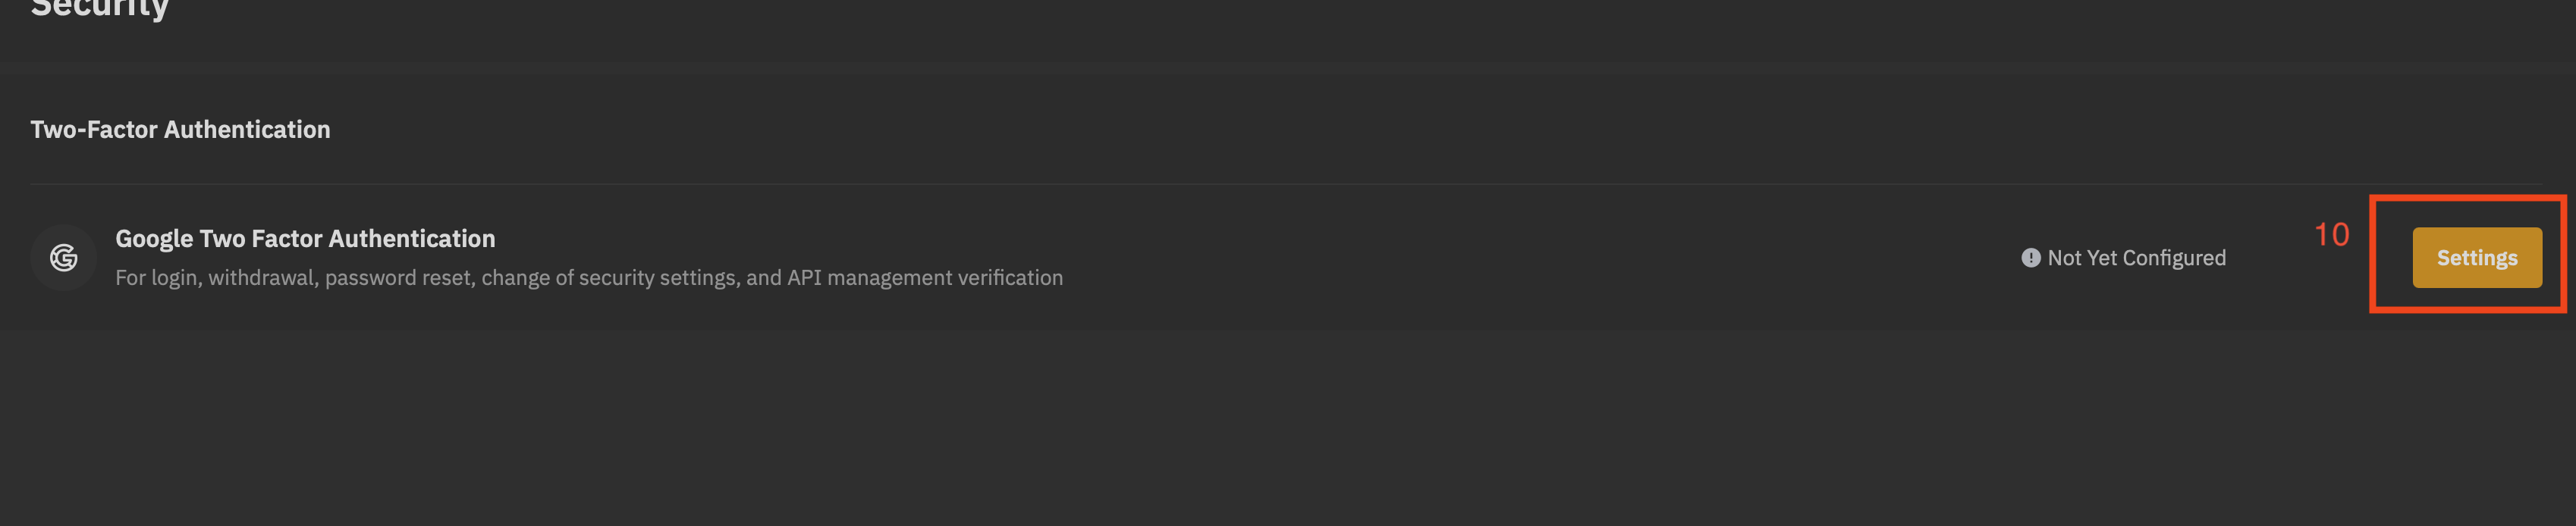 Security
Two-Factor Authentication
Google Two Factor Authentication
For login, withdrawal, password reset, change of security settings, and API management verification
Not Yet Configured
10
Settings